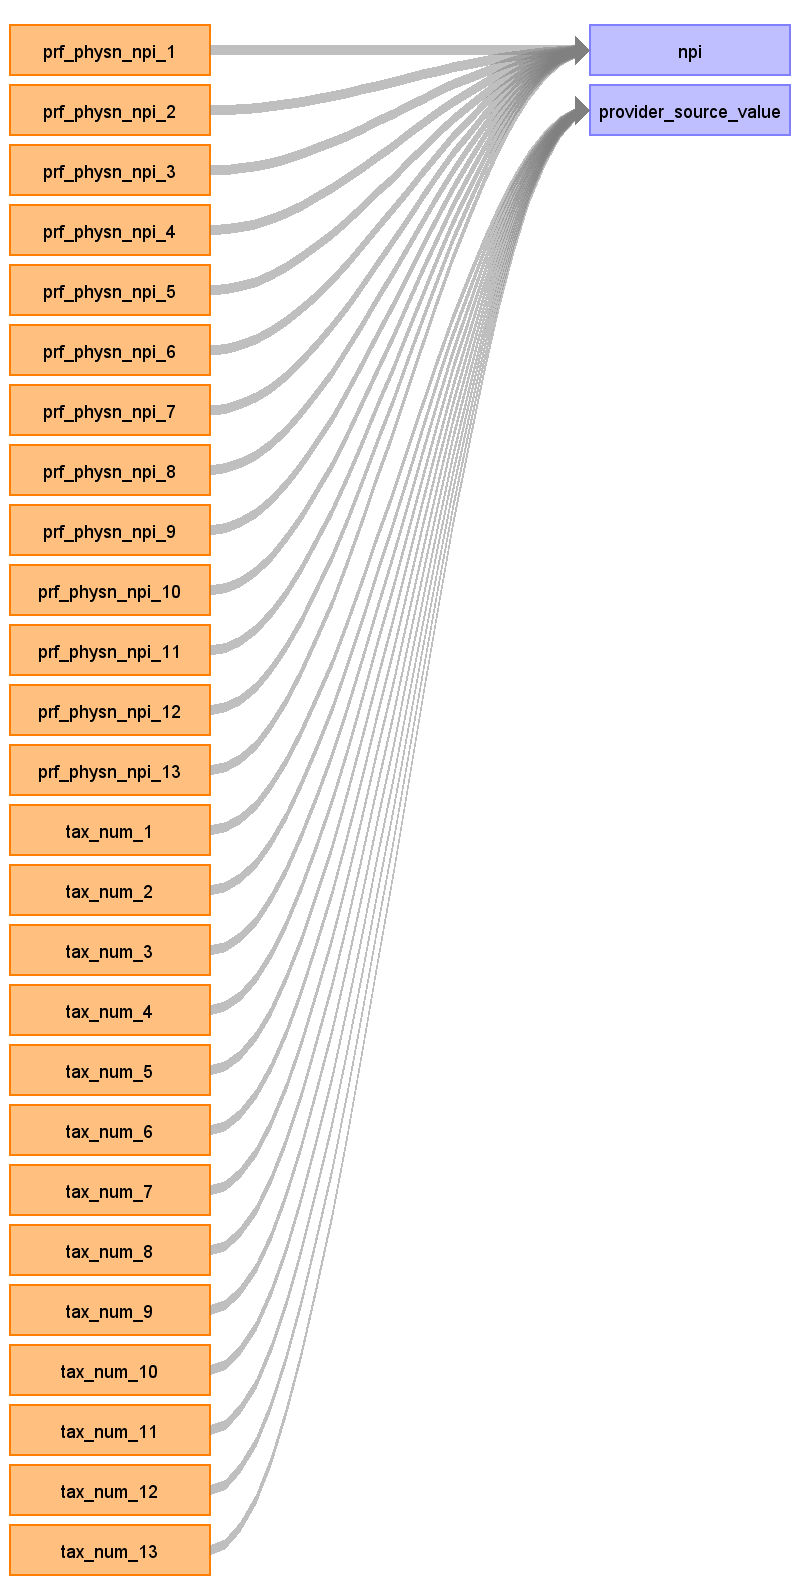 prf_physn_npi_1
npi
prf_physn_npi_2
provider_source_value
prf_physn_npi_3
prf_physn_npi_4
prf_physn_npi_5
prf_physn_npi_6
prf_physn_npi_7
prf_physn_npi_8
prf_physn_npi_9
prf_physn_npi_10
prf_physn_npi_11
prf_physn_npi_12
prf_physn_npi_13
tax_num_1
tax_num_2
tax_num_3
tax_num_4
tax_num_5
tax_num_6
tax_num_7
tax_num_8
tax_num_9
tax_num_10
tax_num_11
tax_num_12
tax_num_13